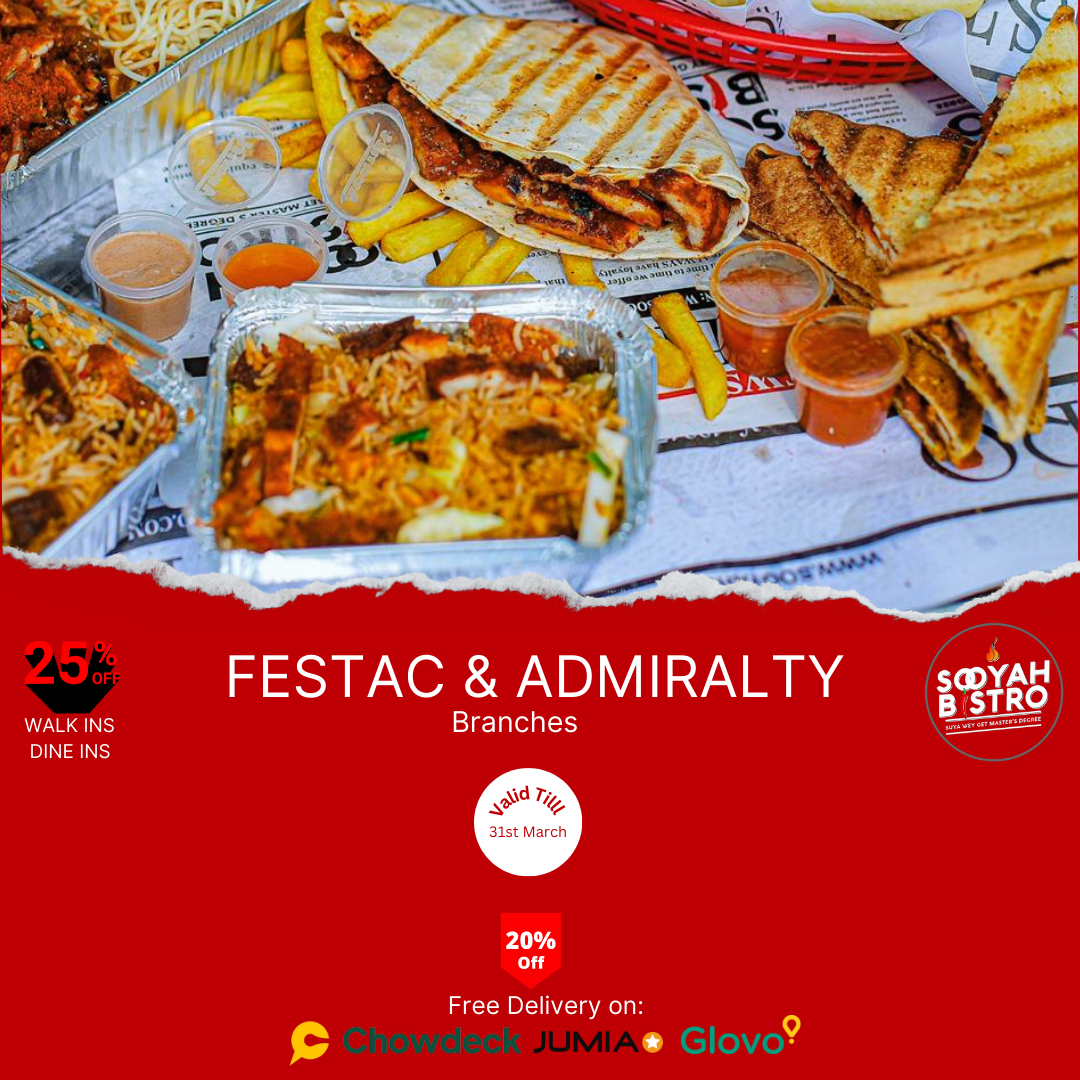 25%
OFF
WALK INS
DINE INS
FESTAC & ADMIRALTY
Branches
SOOYAH
BISTRO
SUYA WEY GET MASTER'S DEGREE
Valid Till
31st March
20%
Off
Free Delivery on:
Chowdeck JUMIA Glovo